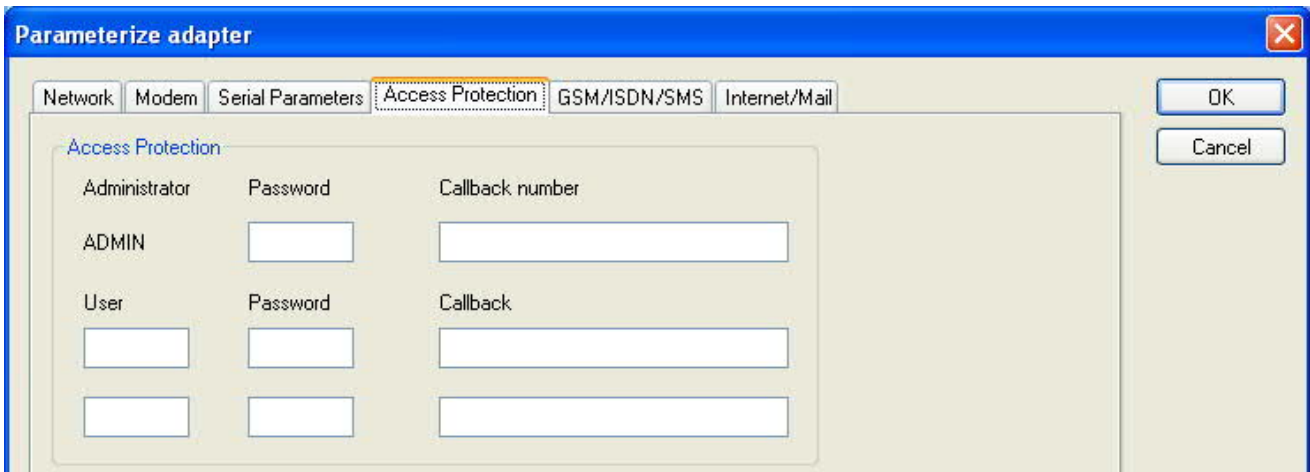 Parameterize adapter
Network Modem Serial Parameters Access Protection GSM/ISDN/SMS Internet/Mail
OK
Cancel
Access Protection
Administrator Password Callback number
ADMIN
User Password Callback